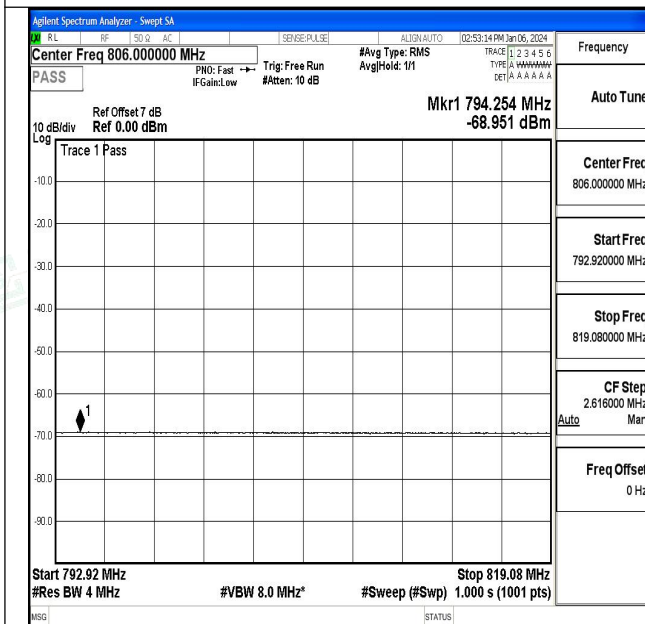 Agilent Spectrum Analyzer - Swept SA
RL RF 50 Ω AC SENSE:PULSE ALIGN AUTO 02:53:14 PM Jan 06, 2024
Center Freq 806.000000 MHz
PASS
PNO: Fast
IFGain:Low
Trig: Free Run
#Atten: 10 dB
#Avg Type: RMS
Avg|Hold: 1/1
TRACE 1 2 3 4 5 6
TYPE A WWWWW
DET A A A A A A
Ref Offset 7 dB
10 dB/div Ref 0.00 dBm
Log
Mkr1 794.254 MHz
-68.951 dBm
Trace 1 Pass
-10.0
-20.0
-30.0
-40.0
-50.0
-60.0
1
-70.0
-80.0
-90.0
Start 792.92 MHz Stop 819.08 MHz
#Res BW 4 MHz #VBW 8.0 MHz* #Sweep (#Swp) 1.000 s (1001 pts)
MSG STATUS
Frequency
Auto Tune
Center Freq
806.000000 MHz
Start Freq
792.920000 MHz
Stop Freq
819.080000 MHz
CF Step
2.616000 MHz
Auto Man
Freq Offset
0 Hz